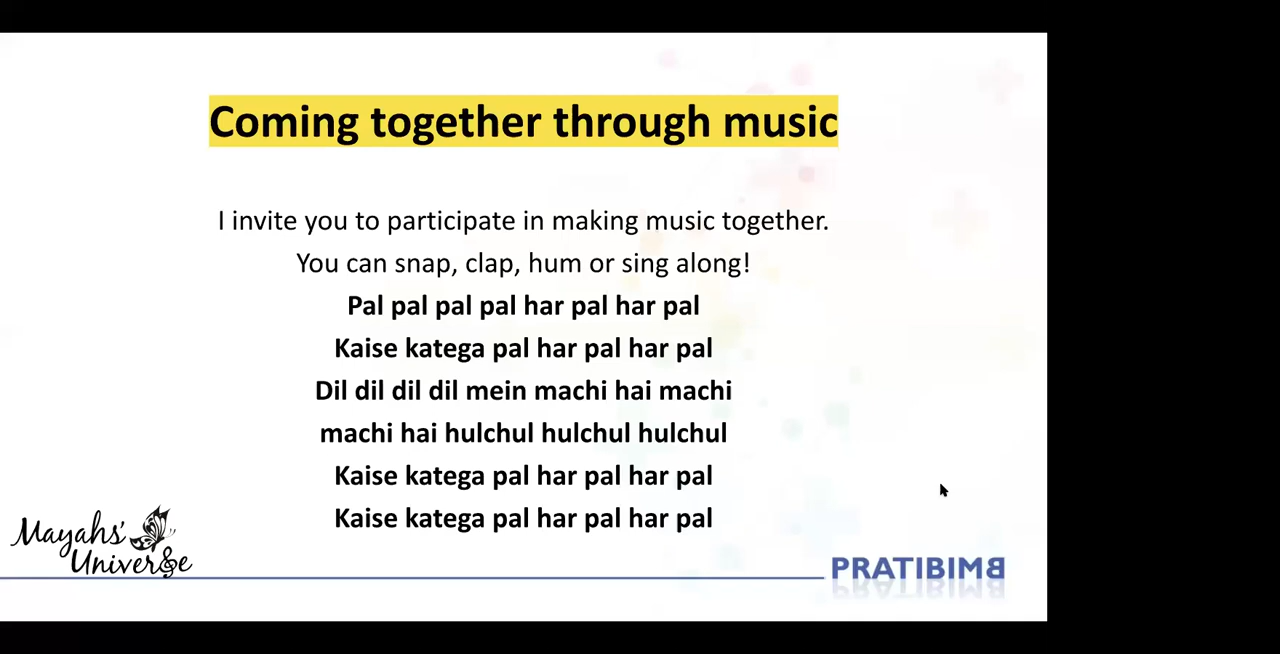 Coming together through music
I invite you to participate in making music together.
You can snap, clap, hum or sing along!
Pal pal pal pal har pal har pal
Kaise katega pal har pal har pal
Dil dil dil dil mein machi hai machi
machi hai hulchul hulchul hulchul
Kaise katega pal har pal har pal
Kaise katega pal har pal har pal
Mayahs'
Universe
PRATIBIMB